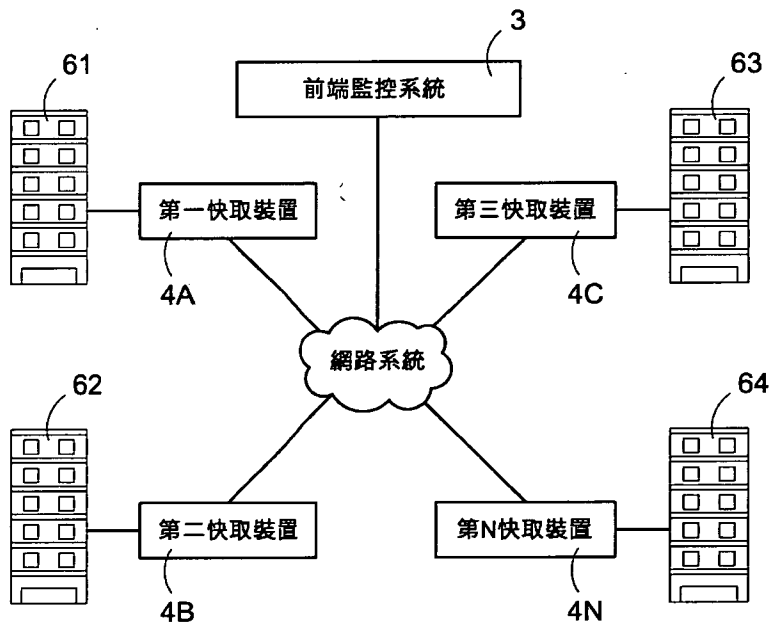 3
61
前端監控系統
63
第一快取裝置
第三快取裝置
4A
4C
網路系統
62
64
第二快取裝置
第N快取裝置
4B
4N